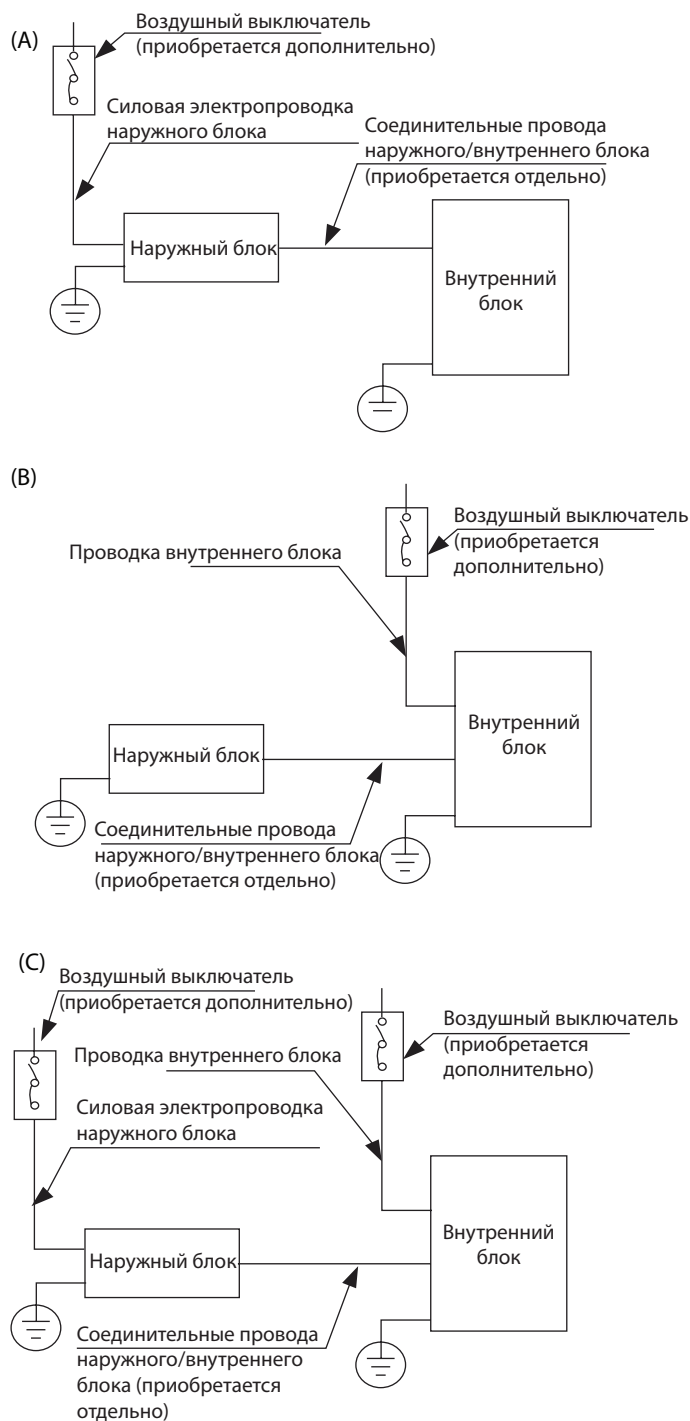 (A)
Воздушный выключатель
(приобретается дополнительно)
Силовая электропроводка
наружного блока
Соединительные провода
наружного/внутреннего блока
(приобретается отдельно)
Наружный блок
Внутренний
блок
(B)
Воздушный выключатель
(приобретается
дополнительно)
Проводка внутреннего блока
Внутренний
блок
Наружный блок
Соединительные провода
наружного/внутреннего блока
(приобретается отдельно)
(C)
Воздушный выключатель
(приобретается дополнительно)
Воздушный выключатель
(приобретается
дополнительно)
Проводка внутреннего блока
Силовая электропроводка
наружного блока
Наружный блок
Внутренний
блок
Соединительные провода
наружного/внутреннего
блока (приобретается
отдельно)